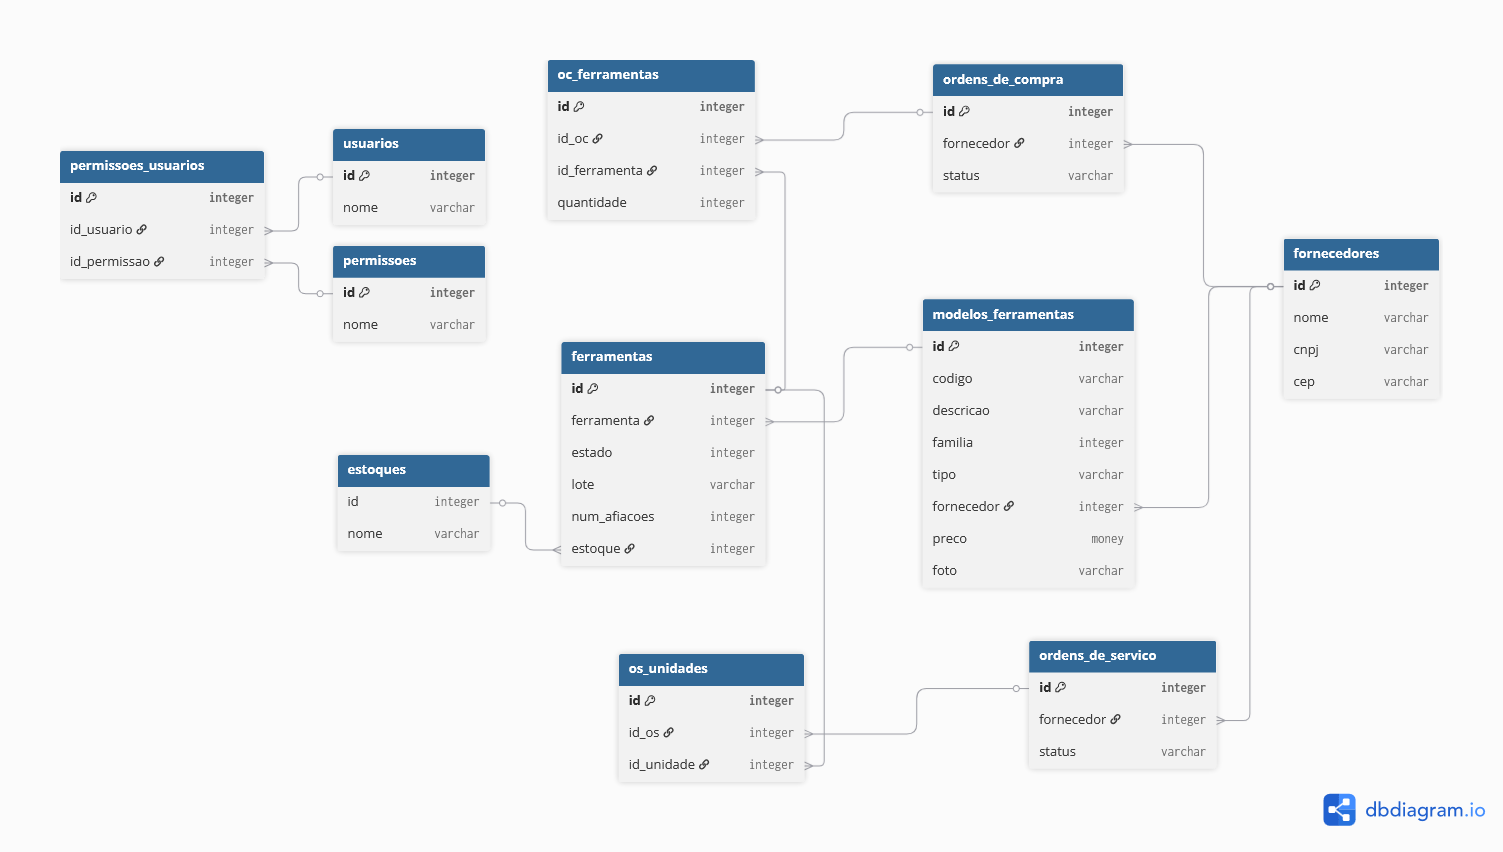 permissoes_usuarios
id integer
id_usuario integer
id_permissao integer
usuarios
id integer
nome varchar
permissoes
id integer
nome varchar
oc_ferramentas
id integer
id_oc integer
id_ferramenta integer
quantidade integer
ordens_de_compra
id integer
fornecedor integer
status varchar
fornecedores
id integer
nome varchar
cnpj varchar
cep varchar
modelos_ferramentas
id integer
codigo varchar
descricao varchar
familia integer
tipo varchar
fornecedor integer
preco money
foto varchar
ferramentas
id integer
ferramenta integer
estado integer
lote varchar
num_afiacoes integer
estoque integer
estoques
id integer
nome varchar
os_unidades
id integer
id_os integer
id_unidade integer
ordens_de_servico
id integer
fornecedor integer
status varchar
dbdiagram.io